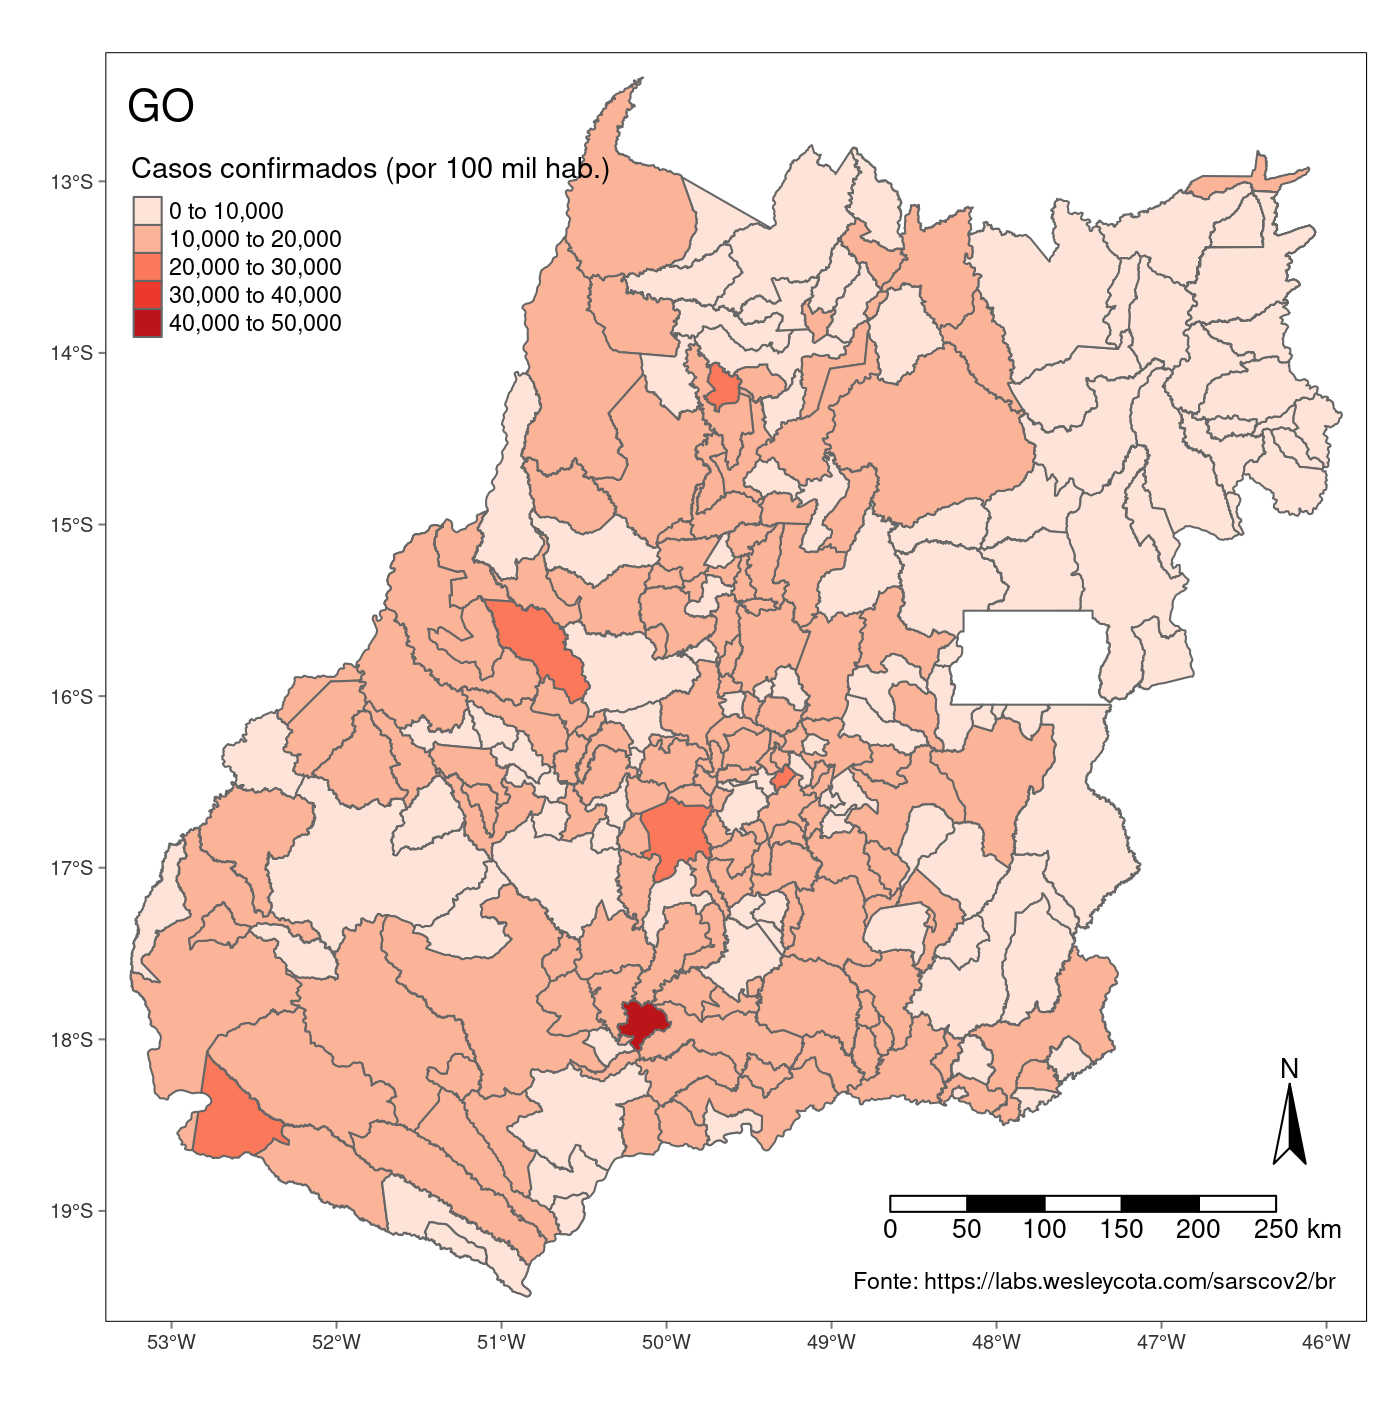 GO
Casos confirmados (por 100 mil hab.)
0 to 10,000
10,000 to 20,000
20,000 to 30,000
30,000 to 40,000
40,000 to 50,000
13°S
14°S
15°S
16°S
17°S
18°S
19°S
N
0 50 100 150 200 250 km
Fonte: https://labs.wesleycota.com/sarscov2/br
53°W 52°W 51°W 50°W 49°W 48°W 47°W 46°W